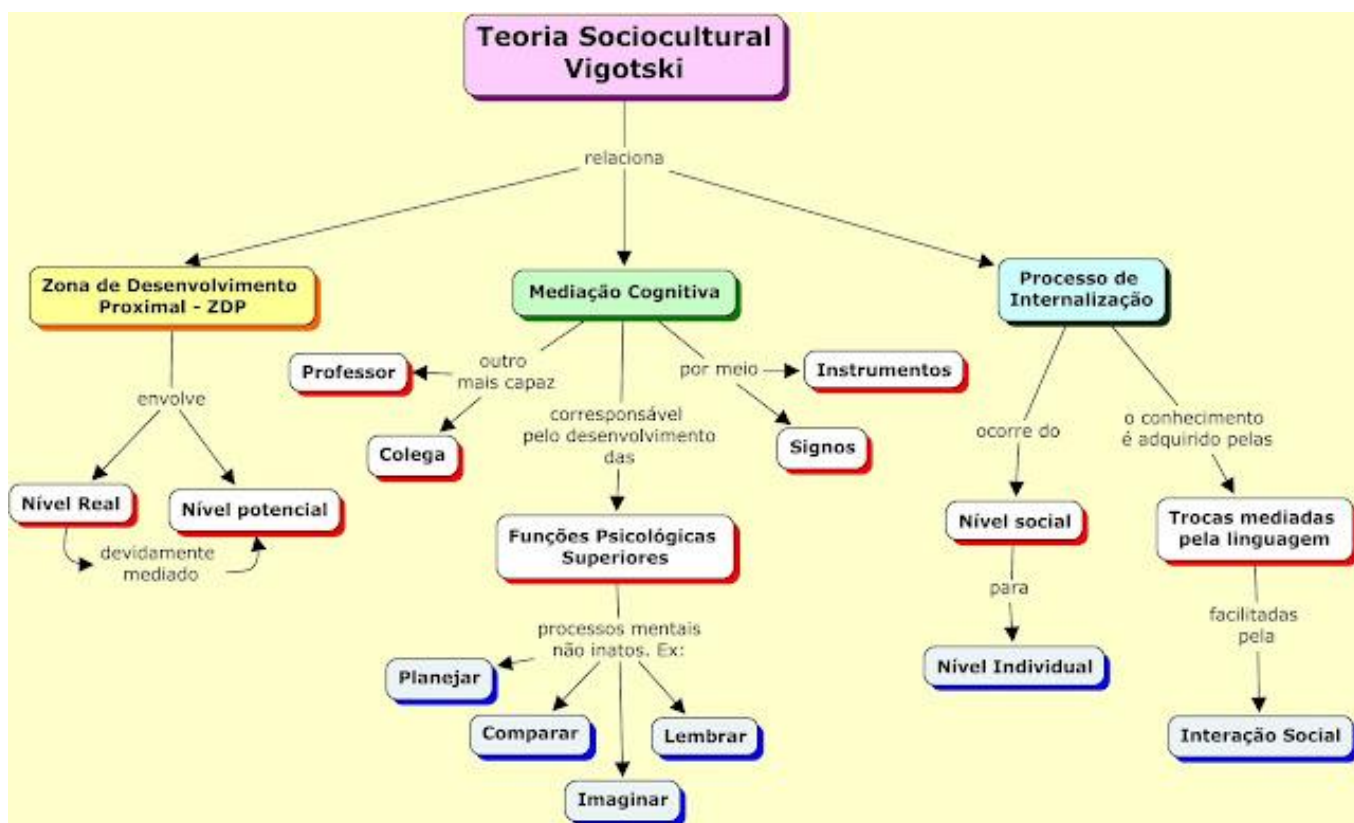 Teoria Sociocultural
Vigotski
relaciona
Zona de Desenvolvimento
Proximal - ZDP
envolve
Nível Real
Nível potencial
devidamente
mediado
Mediação Cognitiva
outro
mais capaz
Professor
Colega
corresponsável
pelo desenvolvimento
das
Funções Psicológicas
Superiores
processos mentais
não inatos. Ex:
Planejar
Comparar
Imaginar
Lembrar
por meio
Instrumentos
Signos
Processo de
Internalização
ocorre do
Nível social
para
Nível Individual
o conhecimento
é adquirido pelas
Trocas mediadas
pela linguagem
facilitadas
pela
Interação Social